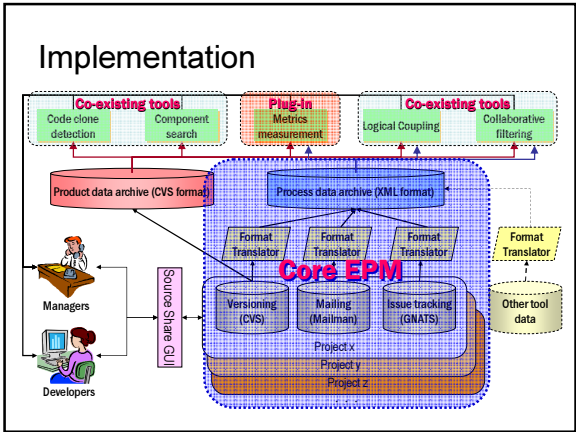 Implementation
Co-existing tools
Plug-in
Co-existing tools
Code clone
detection
Component
search
Metrics
measurement
Logical Coupling
Collaborative
filtering
Product data archive (CVS format)
Process data archive (XML format)
Format
Translator
Format
Translator
Format
Translator
Format
Translator
Core EPM
Managers
Source Share GUI
Versioning
(CVS)
Mailing
(Mailman)
Issue tracking
(GNATS)
Other tool
data
Project x
Project y
Project z
. . .
Developers